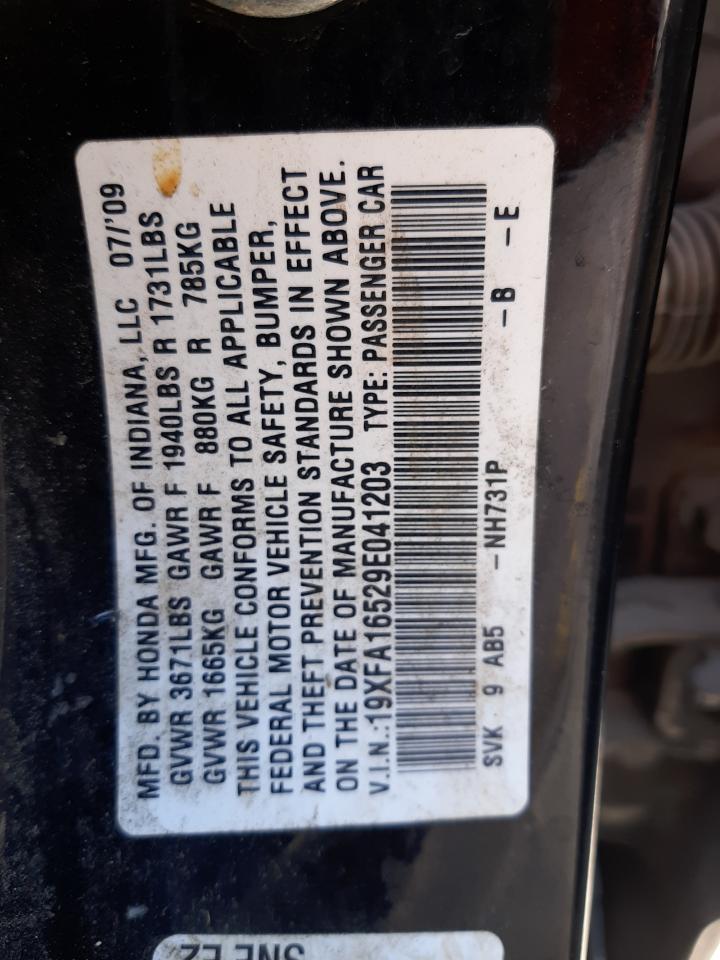 MFD. BY HONDA MFG. OF INDIANA, LLC 07/'09
GVWR 3671LBS GAWR F 1940LBS R 1731LBS
GVWR 1665KG GAWR F 880KG R 785KG
THIS VEHICLE CONFORMS TO ALL APPLICABLE
FEDERAL MOTOR VEHICLE SAFETY, BUMPER,
AND THEFT PREVENTION STANDARDS IN EFFECT
ON THE DATE OF MANUFACTURE SHOWN ABOVE.
V.I.N.:19XFA16529E041203 TYPE: PASSENGER CAR
SVK 9 AB5 -NH731P -B -E